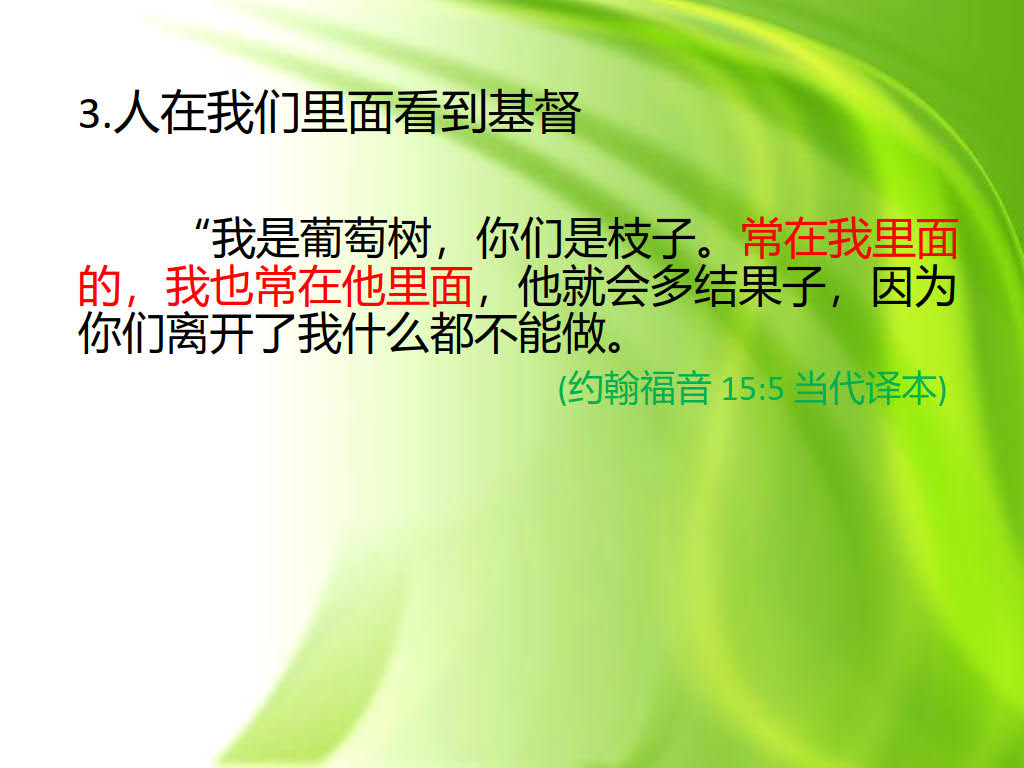 3.人在我们里面看到基督
“我是葡萄树，你们是枝子。常在我里面
的，我也常在他里面，他就会多结果子，因为
你们离开了我什么都不能做。
(约翰福音 15:5 当代译本)